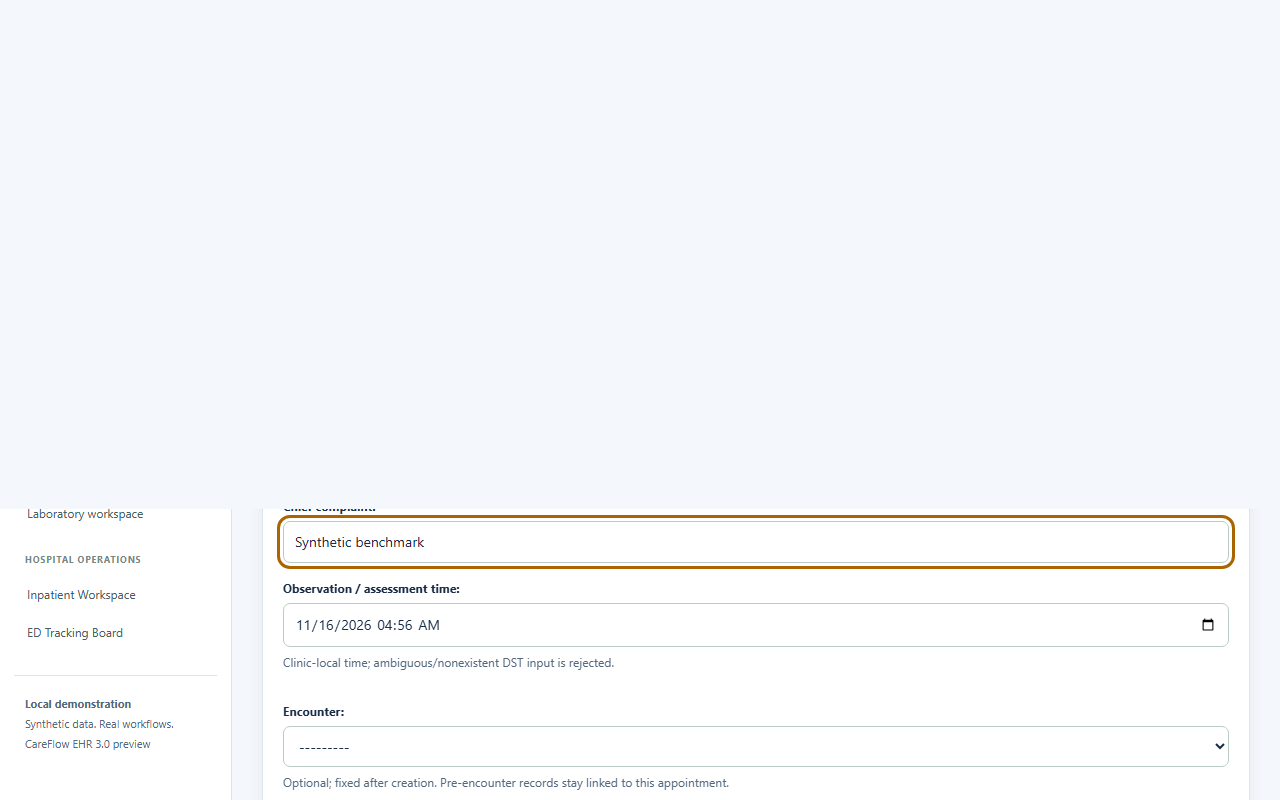 Chief complaint:
Laboratory workspace
HOSPITAL OPERATIONS
Inpatient Workspace
ED Tracking Board
Local demonstration
Synthetic data. Real workflows.
CareFlow EHR 3.0 preview
Synthetic benchmark
Observation / assessment time:
11/16/2026 04:56 AM
Clinic-local time; ambiguous/nonexistent DST input is rejected.
Encounter:
---------
Optional; fixed after creation. Pre-encounter records stay linked to this appointment.